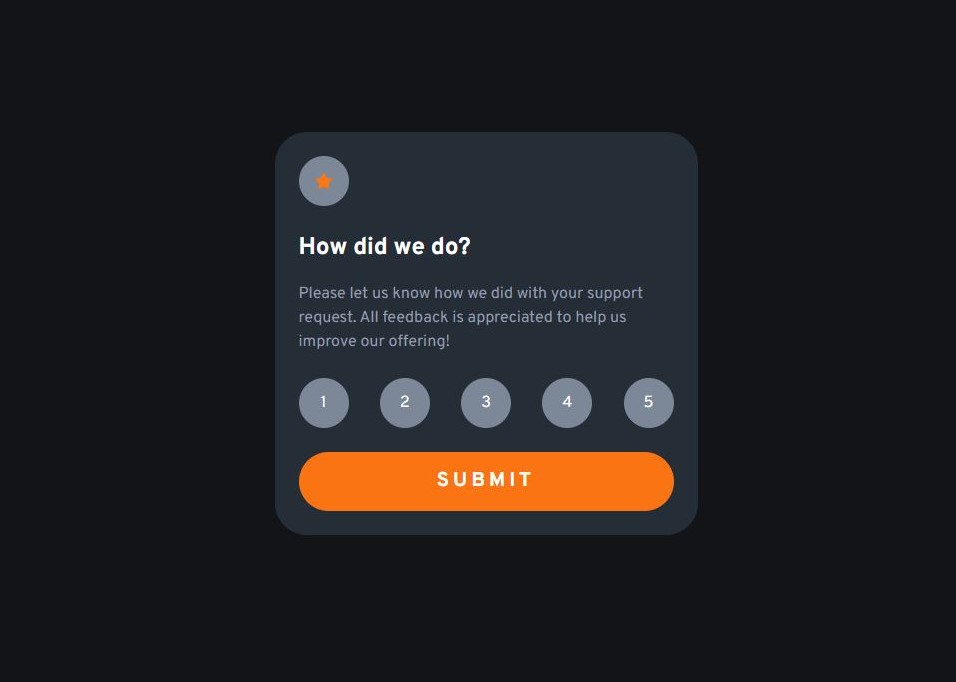 How did we do?
Please let us know how we did with your support
request. All feedback is appreciated to help us
improve our offering!
1 2 3 4 5
SUBMIT